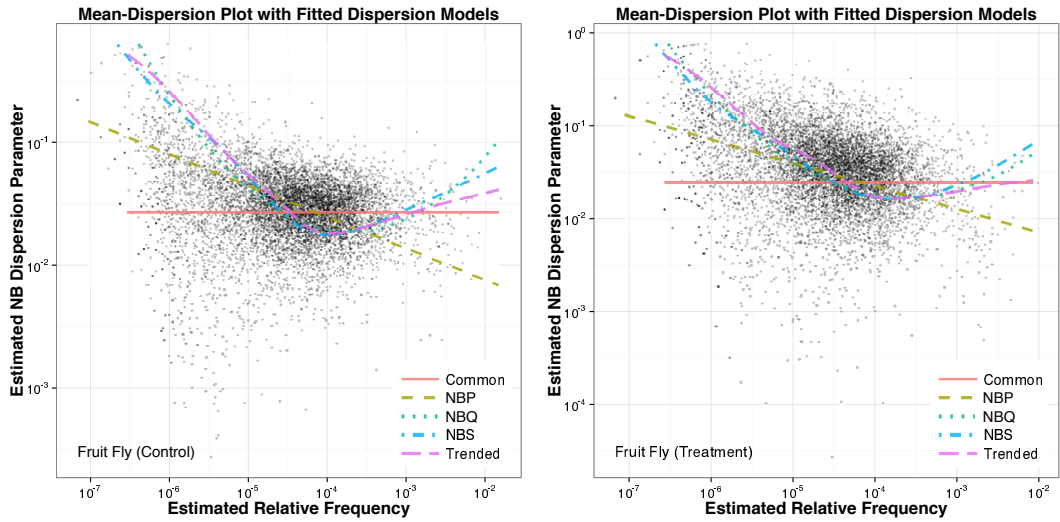 Mean-Dispersion Plot with Fitted Dispersion Models
Estimated NB Dispersion Parameter
10^-1
10^-2
10^-3
Common
NBP
NBQ
NBS
Trended
Fruit Fly (Control)
10^-7 10^-6 10^-5 10^-4 10^-3 10^-2
Estimated Relative Frequency
Mean-Dispersion Plot with Fitted Dispersion Models
Estimated NB Dispersion Parameter
10^0
10^-1
10^-2
10^-3
10^-4
Common
NBP
NBQ
NBS
Trended
Fruit Fly (Treatment)
10^-7 10^-6 10^-5 10^-4 10^-3 10^-2
Estimated Relative Frequency